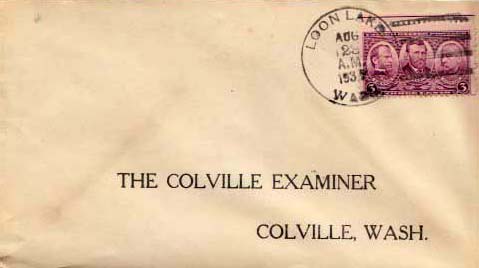 LOON LAKE
AUG
A.M.
WASH.
3 3
THE COLVILLE EXAMINER
COLVILLE, WASH.